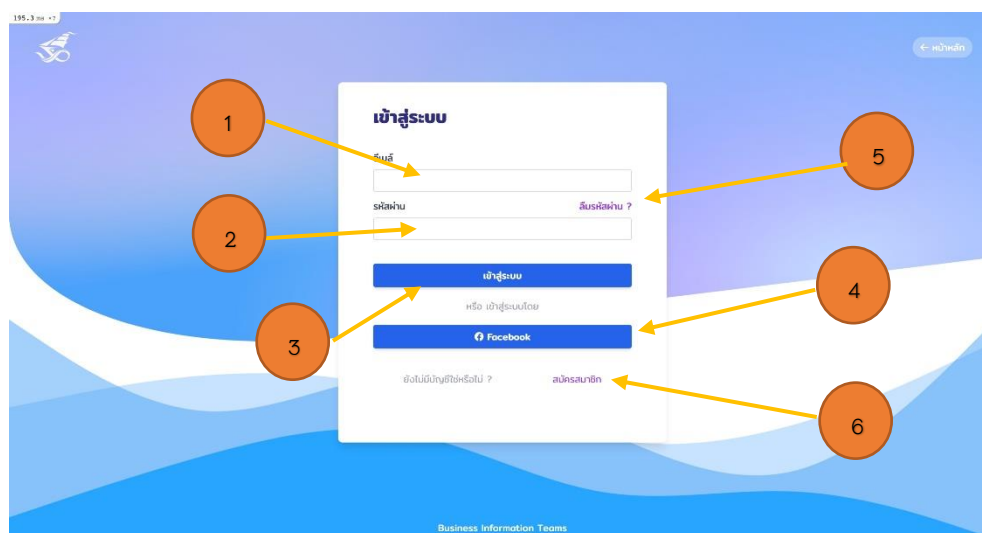 195.3 ms ×7
← หน้าหลัก
เข้าสู่ระบบ
1
อีเมล์
5
รหัสผ่าน
ลืมรหัสผ่าน ?
2
เข้าสู่ระบบ
4
หรือ เข้าสู่ระบบโดย
3
Facebook
ยังไม่มีบัญชีใช่หรือไม่ ?
สมัครสมาชิก
6
Business Information Teams